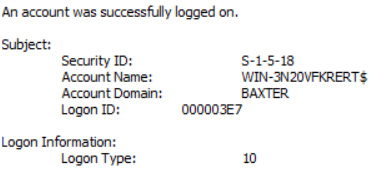 An account was successfully logged on.
Subject:
Security ID: S-1-5-18
Account Name: WIN-3N20VFKRERT$
Account Domain: BAXTER
Logon ID: 000003E7
Logon Information:
Logon Type: 10